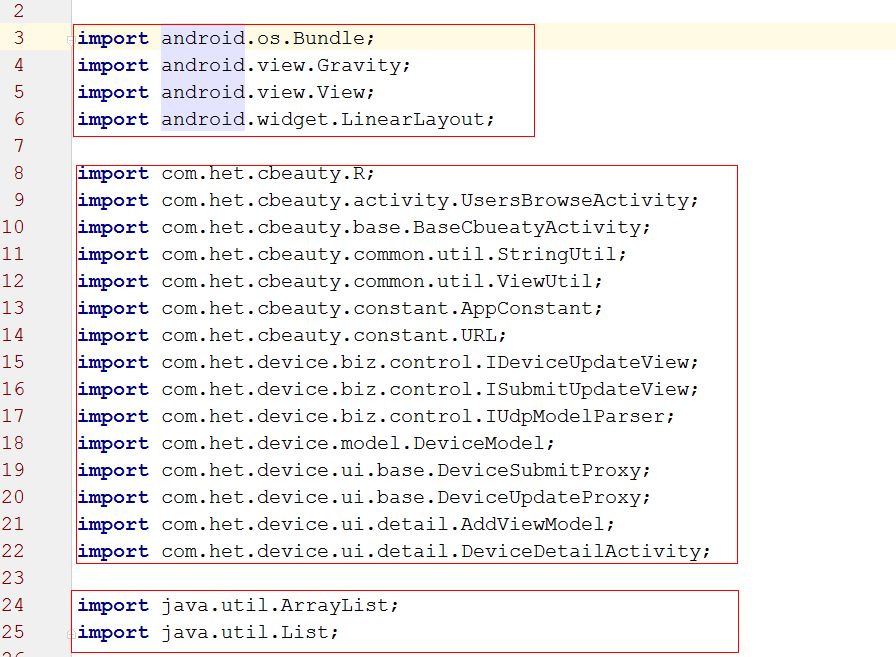 2
3 import android.os.Bundle;
4 import android.view.Gravity;
5 import android.view.View;
6 import android.widget.LinearLayout;
7
8 import com.het.cbeauty.R;
9 import com.het.cbeauty.activity.UsersBrowseActivity;
10 import com.het.cbeauty.base.BaseCbueatyActivity;
11 import com.het.cbeauty.common.util.StringUtil;
12 import com.het.cbeauty.common.util.ViewUtil;
13 import com.het.cbeauty.constant.AppConstant;
14 import com.het.cbeauty.constant.URL;
15 import com.het.device.biz.control.IDeviceUpdateView;
16 import com.het.device.biz.control.ISubmitUpdateView;
17 import com.het.device.biz.control.IUdpModelParser;
18 import com.het.device.model.DeviceModel;
19 import com.het.device.ui.base.DeviceSubmitProxy;
20 import com.het.device.ui.base.DeviceUpdateProxy;
21 import com.het.device.ui.detail.AddViewModel;
22 import com.het.device.ui.detail.DeviceDetailActivity;
23
24 import java.util.ArrayList;
25 import java.util.List;